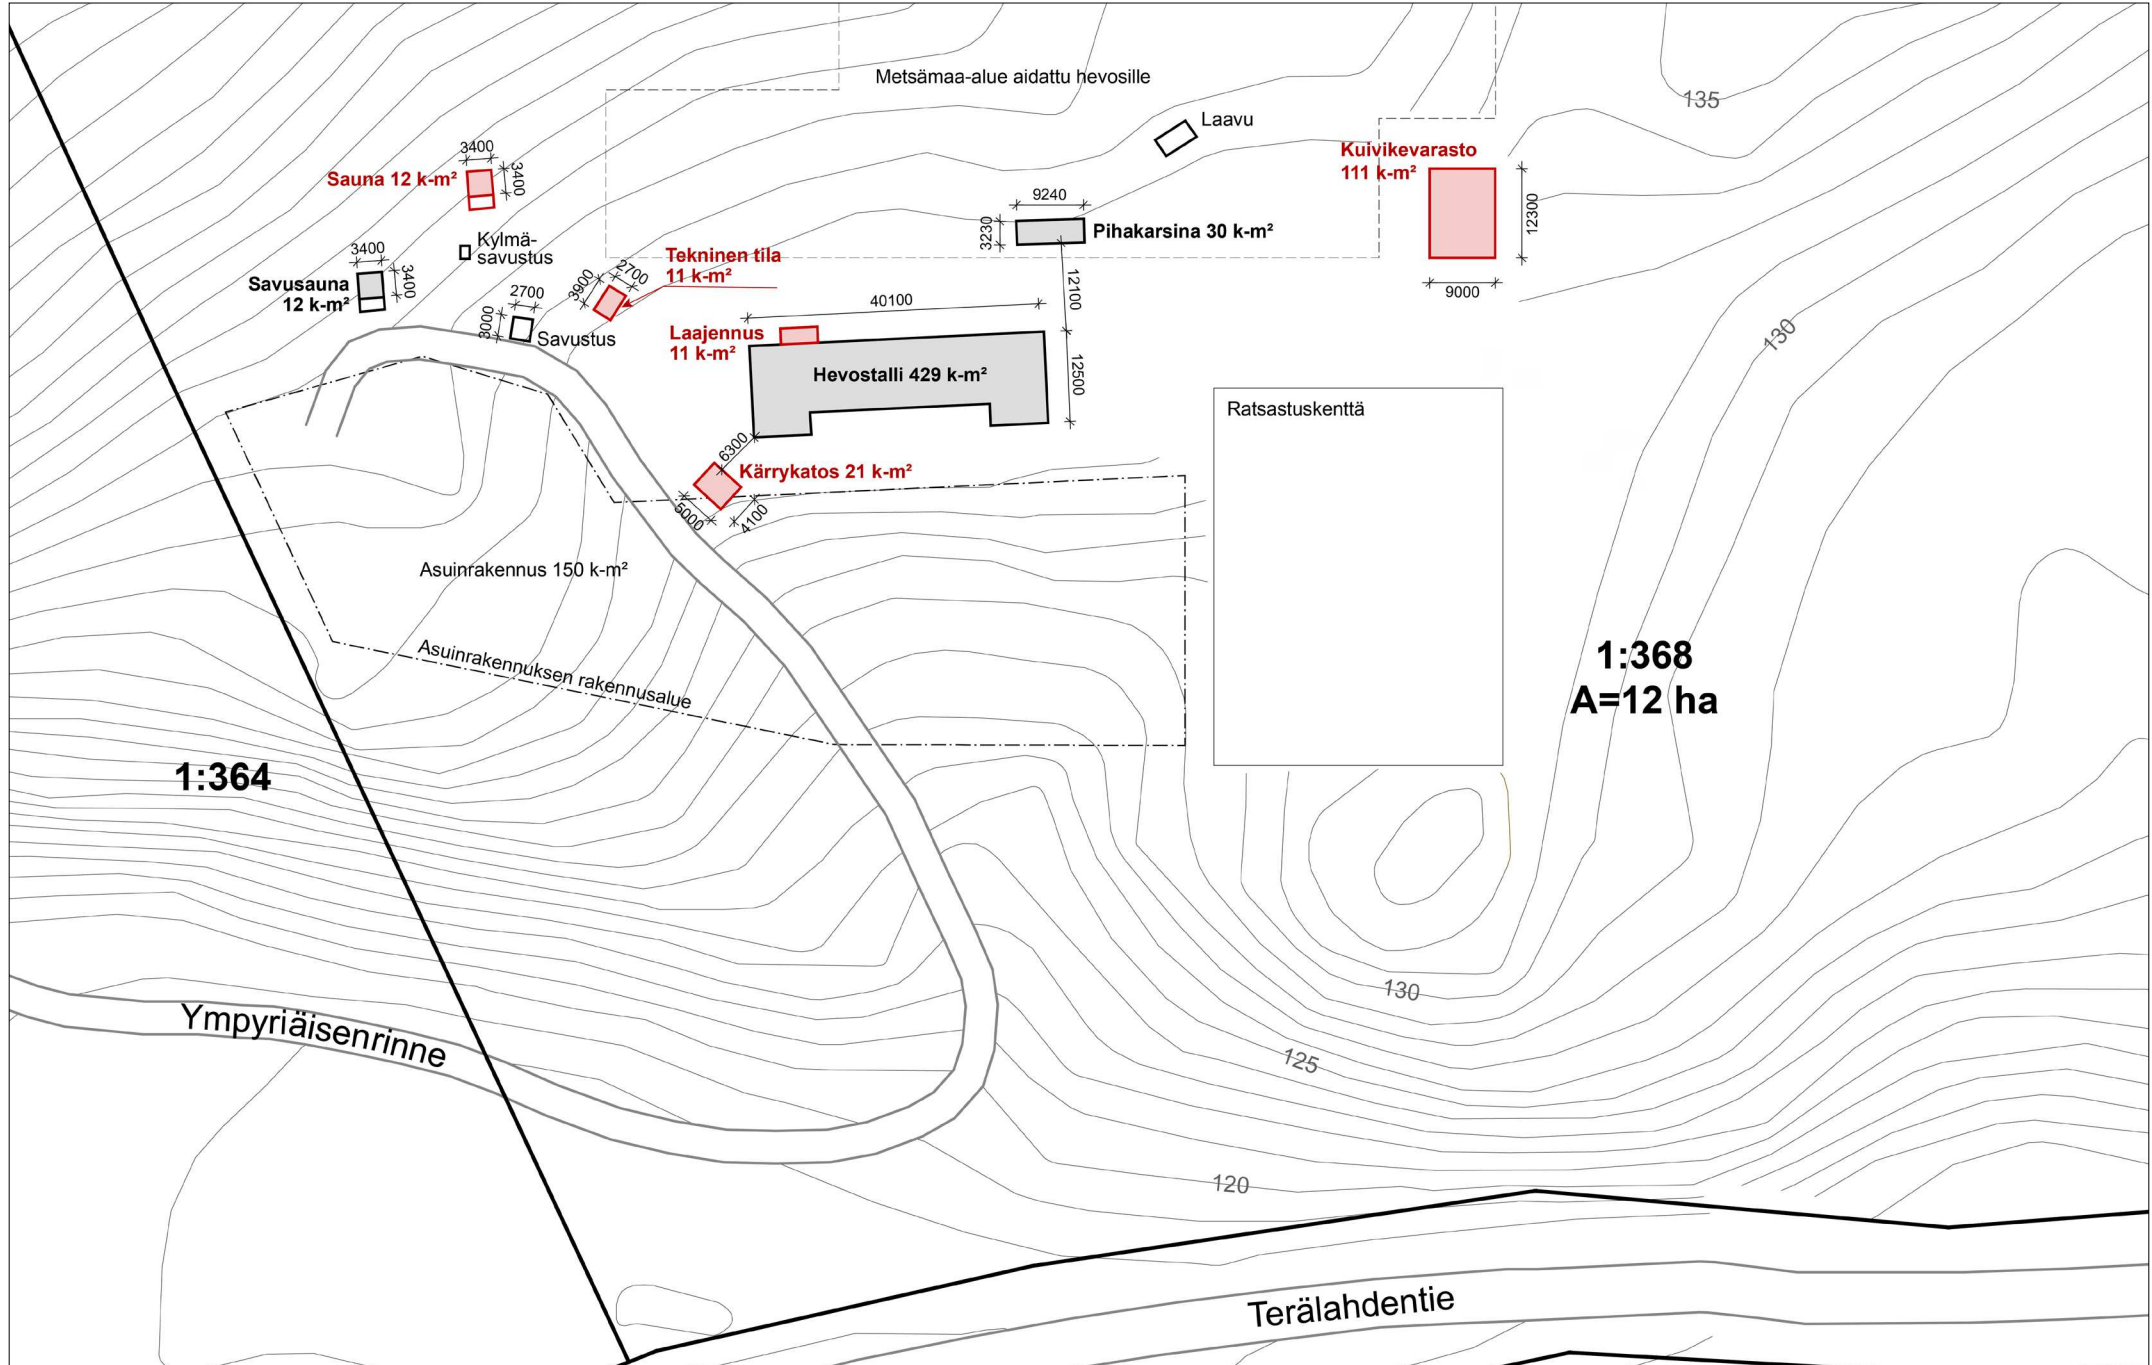 Metsämaa-alue aidattu hevosille
135
Laavu
3400
3400
Sauna 12 k-m²
Kuivikevarasto
111 k-m²
12300
9000
9240
3230
Pihakarsina 30 k-m²
Kylmä-
savustus
3400
3400
Savusauna
12 k-m²
Tekninen tila
11 k-m²
2700
3900
2700
3000
Savustus
40100
12100
Laajennus
11 k-m²
12500
Hevostalli 429 k-m²
130
Ratsastuskenttä
6300
Kärrykatos 21 k-m²
5000
4100
Asuinrakennus 150 k-m²
Asuinrakennuksen rakennusalue
1:368
A=12 ha
1:364
130
Ympyriäisenrinne
125
120
Terälahdentie